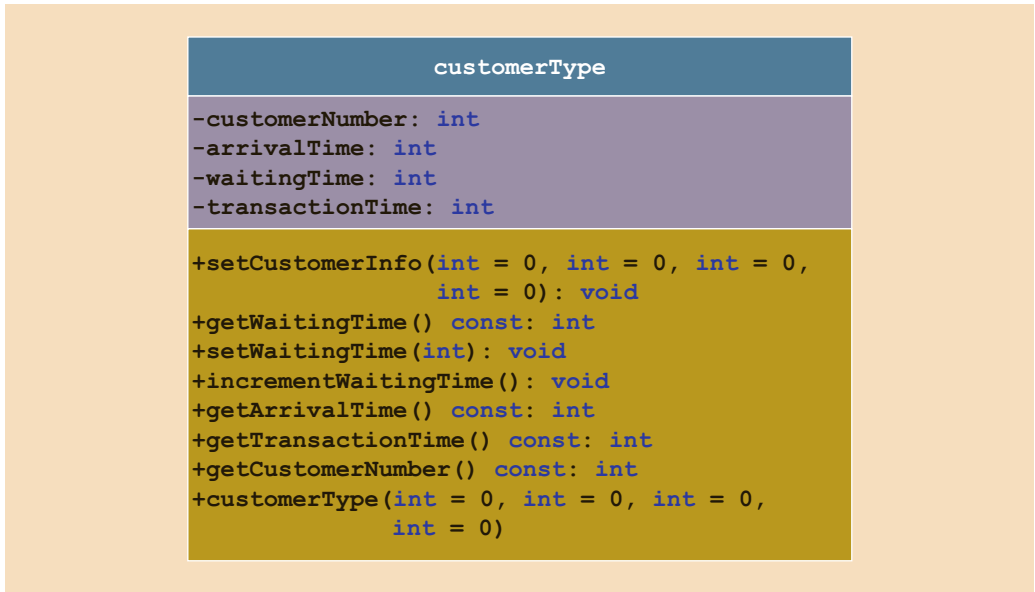 customerType
-customerNumber: int
-arrivalTime: int
-waitingTime: int
-transactionTime: int
+setCustomerInfo(int = 0, int = 0, int = 0,
int = 0): void
+getWaitingTime() const: int
+setWaitingTime(int): void
+incrementWaitingTime(): void
+getArrivalTime() const: int
+getTransactionTime() const: int
+getCustomerNumber() const: int
+customerType(int = 0, int = 0, int = 0,
int = 0)